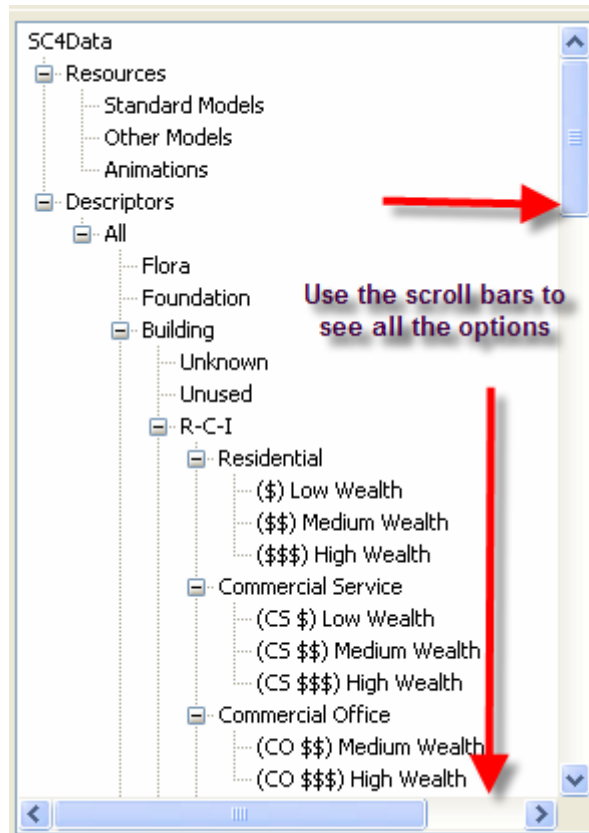 SC4Data
Resources
Standard Models
Other Models
Animations
Descriptors
All
Flora
Foundation
Use the scroll bars to
see all the options
Building
Unknown
Unused
R-C-I
Residential
($) Low Wealth
($$) Medium Wealth
($$$) High Wealth
Commercial Service
(CS $) Low Wealth
(CS $$) Medium Wealth
(CS $$$) High Wealth
Commercial Office
(CO $$) Medium Wealth
(CO $$$) High Wealth